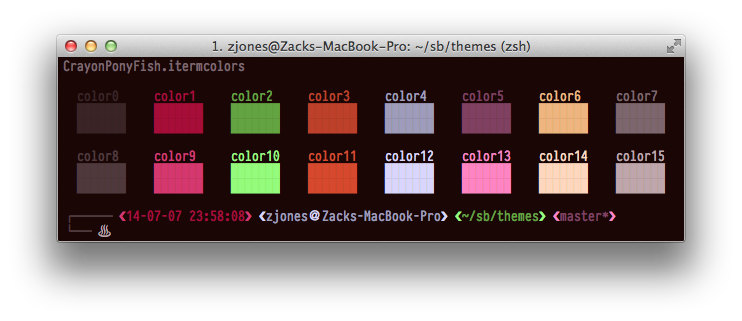 1. zjones@Zacks-MacBook-Pro: ~/sb/themes (zsh)
CrayonPonyFish.itermcolors
color0 color1 color2 color3 color4 color5 color6 color7
color8 color9 color10 color11 color12 color13 color14 color15
❮14-07-07 23:58:08❯ ❮zjones@Zacks-MacBook-Pro❯ ❮~/sb/themes❯ ❮master*❯
♨